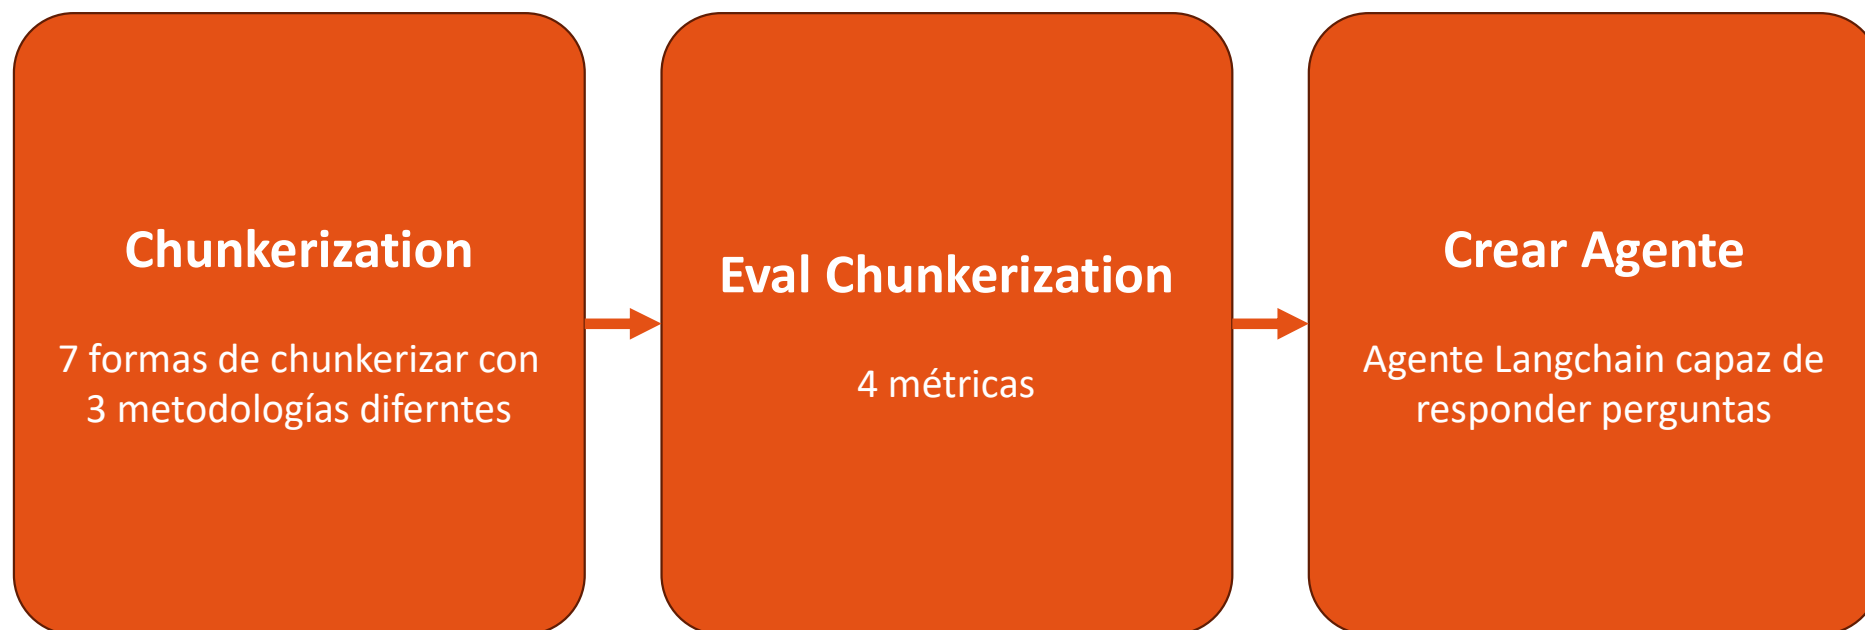 Chunkerization
7 formas de chunkerizar con
3 metodologías diferntes
Eval Chunkerization
4 métricas
Crear Agente
Agente Langchain capaz de
responder perguntas